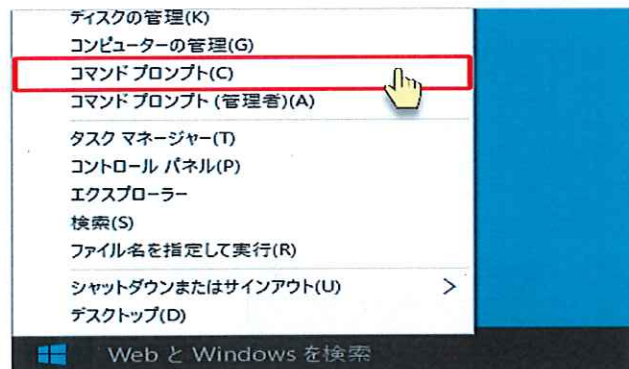 ディスクの管理(K)
コンピューターの管理(G)
コマンド プロンプト(C)
コマンド プロンプト (管理者)(A)
タスク マネージャー(T)
コントロール パネル(P)
エクスプローラー
検索(S)
ファイル名を指定して実行(R)
シャットダウンまたはサインアウト(U)
デスクトップ(D)
Web と Windows を検索